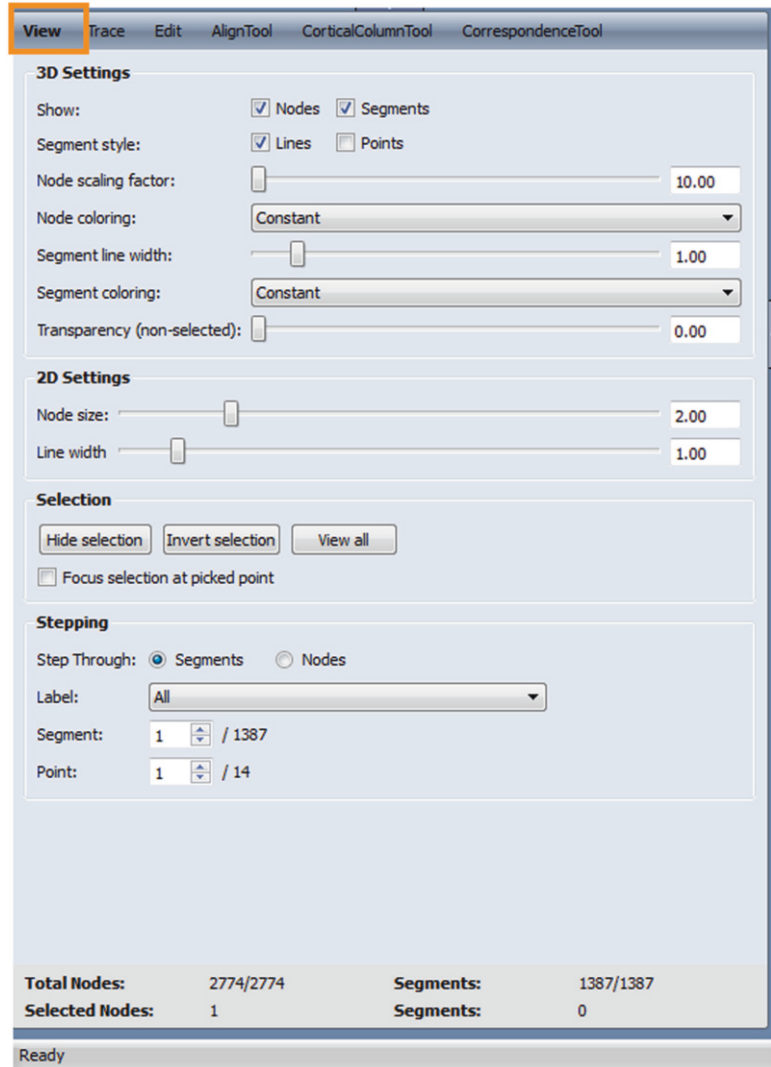 View Trace Edit AlignTool CorticalColumnTool CorrespondenceTool
3D Settings
Show: Nodes Segments
Segment style: Lines Points
Node scaling factor: 10.00
Node coloring: Constant
Segment line width: 1.00
Segment coloring: Constant
Transparency (non-selected): 0.00
2D Settings
Node size: 2.00
Line width 1.00
Selection
Hide selection Invert selection View all
Focus selection at picked point
Stepping
Step Through: Segments Nodes
Label: All
Segment: 1 / 1387
Point: 1 / 14
Total Nodes: 2774/2774 Segments: 1387/1387
Selected Nodes: 1 Segments: 0
Ready